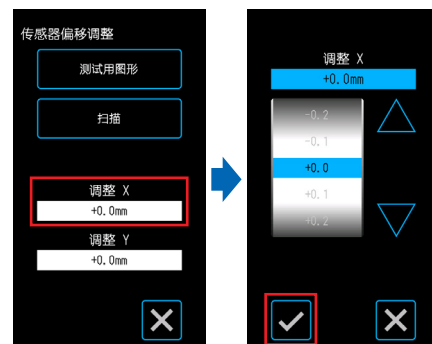 传感器偏移调整
测试用图形
扫描
调整 X
+0.0mm
调整 Y
+0.0mm
调整 X
+0.0mm
-0.2
-0.1
+0.0
+0.1
+0.2